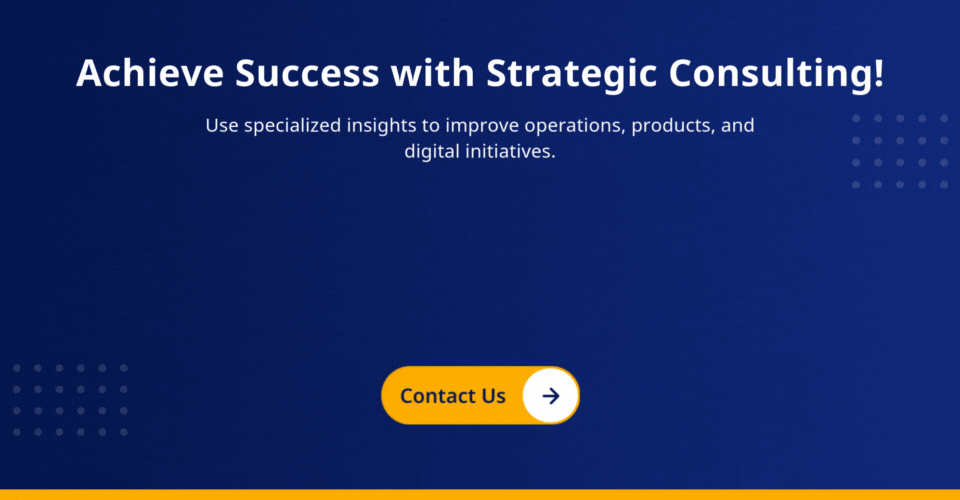 Achieve Success with Strategic Consulting!
Use specialized insights to improve operations, products, and
digital initiatives.
Contact Us